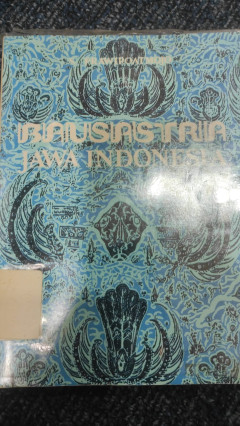 S. PRAWIROATMODJO
BAUSASTRA
JAWA INDONESIA